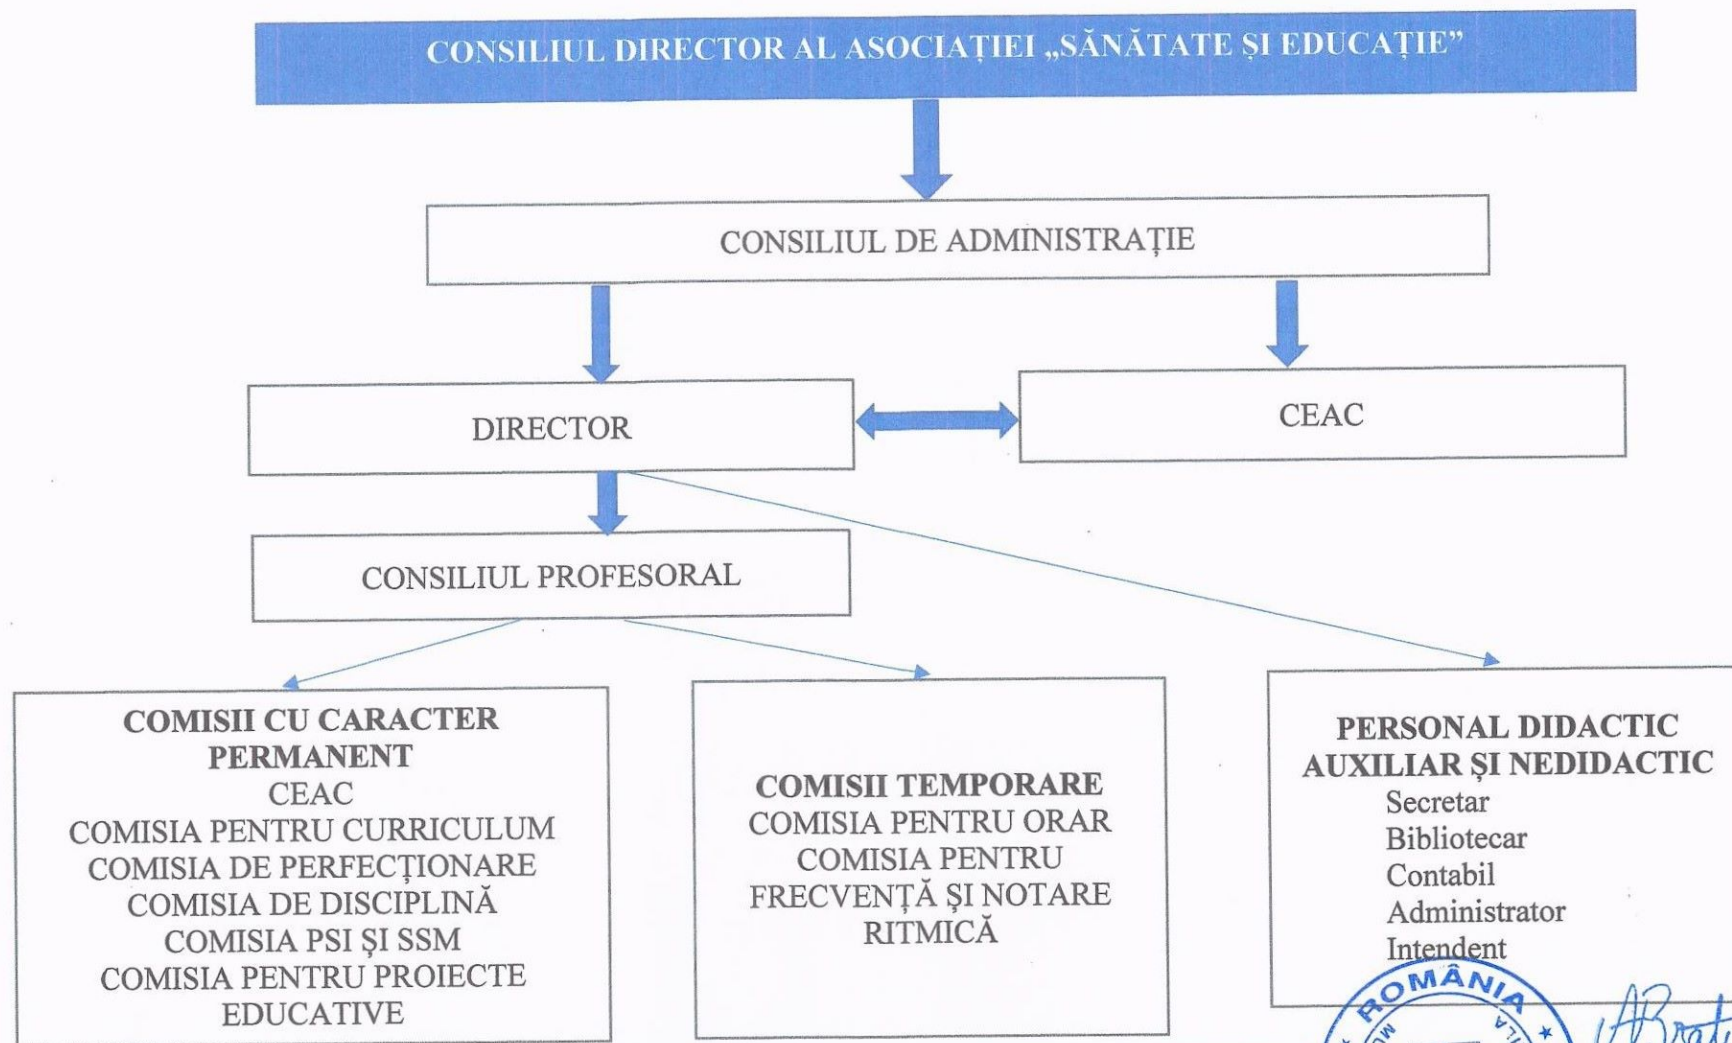 CONSILIUL DIRECTOR AL ASOCIAȚIEI „SĂNĂTATE ȘI EDUCAȚIE”
CONSILIUL DE ADMINISTRAȚIE
DIRECTOR
CEAC
CONSILIUL PROFESORAL
COMISII CU CARACTER
PERMANENT
CEAC
COMISIA PENTRU CURRICULUM
COMISIA DE PERFECȚIONARE
COMISIA DE DISCIPLINĂ
COMISIA PSI ȘI SSM
COMISIA PENTRU PROIECTE
EDUCATIVE
COMISII TEMPORARE
COMISIA PENTRU ORAR
COMISIA PENTRU
FRECVENȚĂ ȘI NOTARE
RITMICĂ
PERSONAL DIDACTIC
AUXILIAR ȘI NEDIDACTIC
Secretar
Bibliotecar
Contabil
Administrator
Intendent
ROMÂNIA